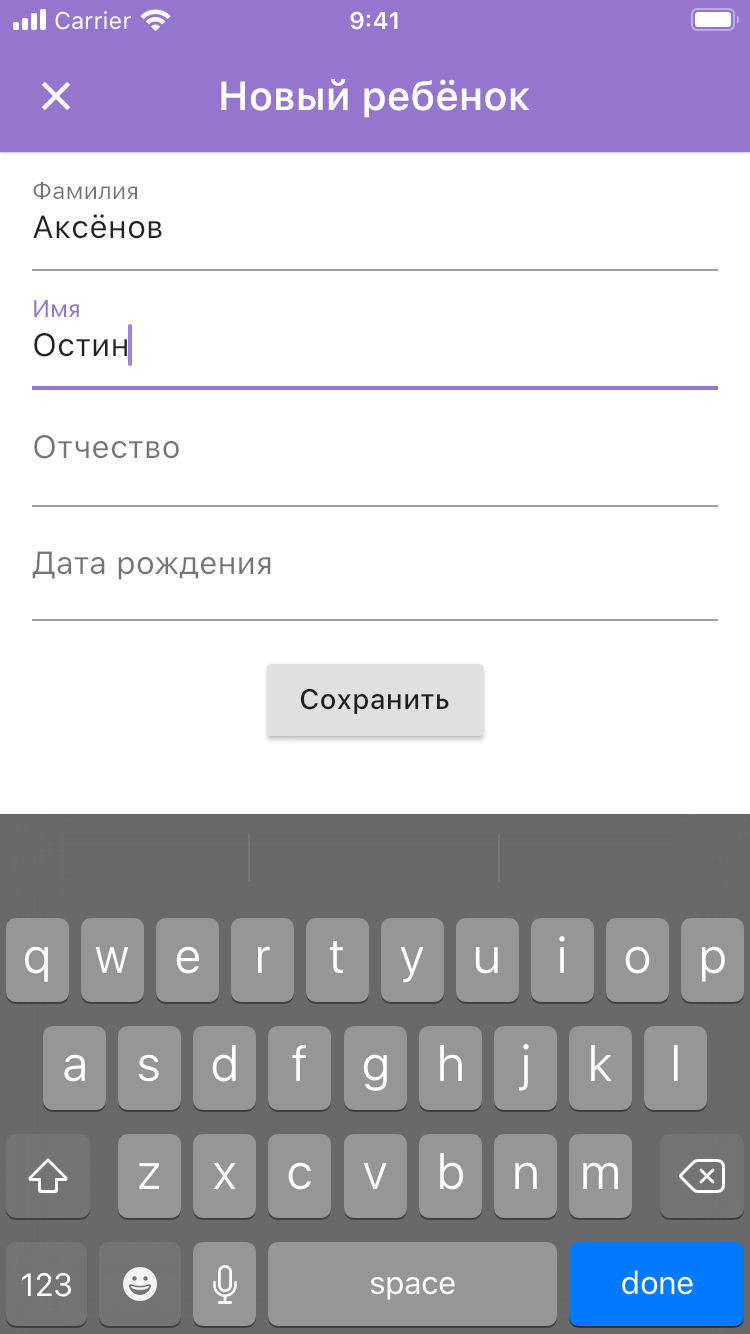 Carrier 9:41
Новый ребёнок
Фамилия
Аксёнов
Имя
Остин
Отчество
Дата рождения
Сохранить
q w e r t y u i o p
a s d f g h j k l
z x c v b n m
123 space done